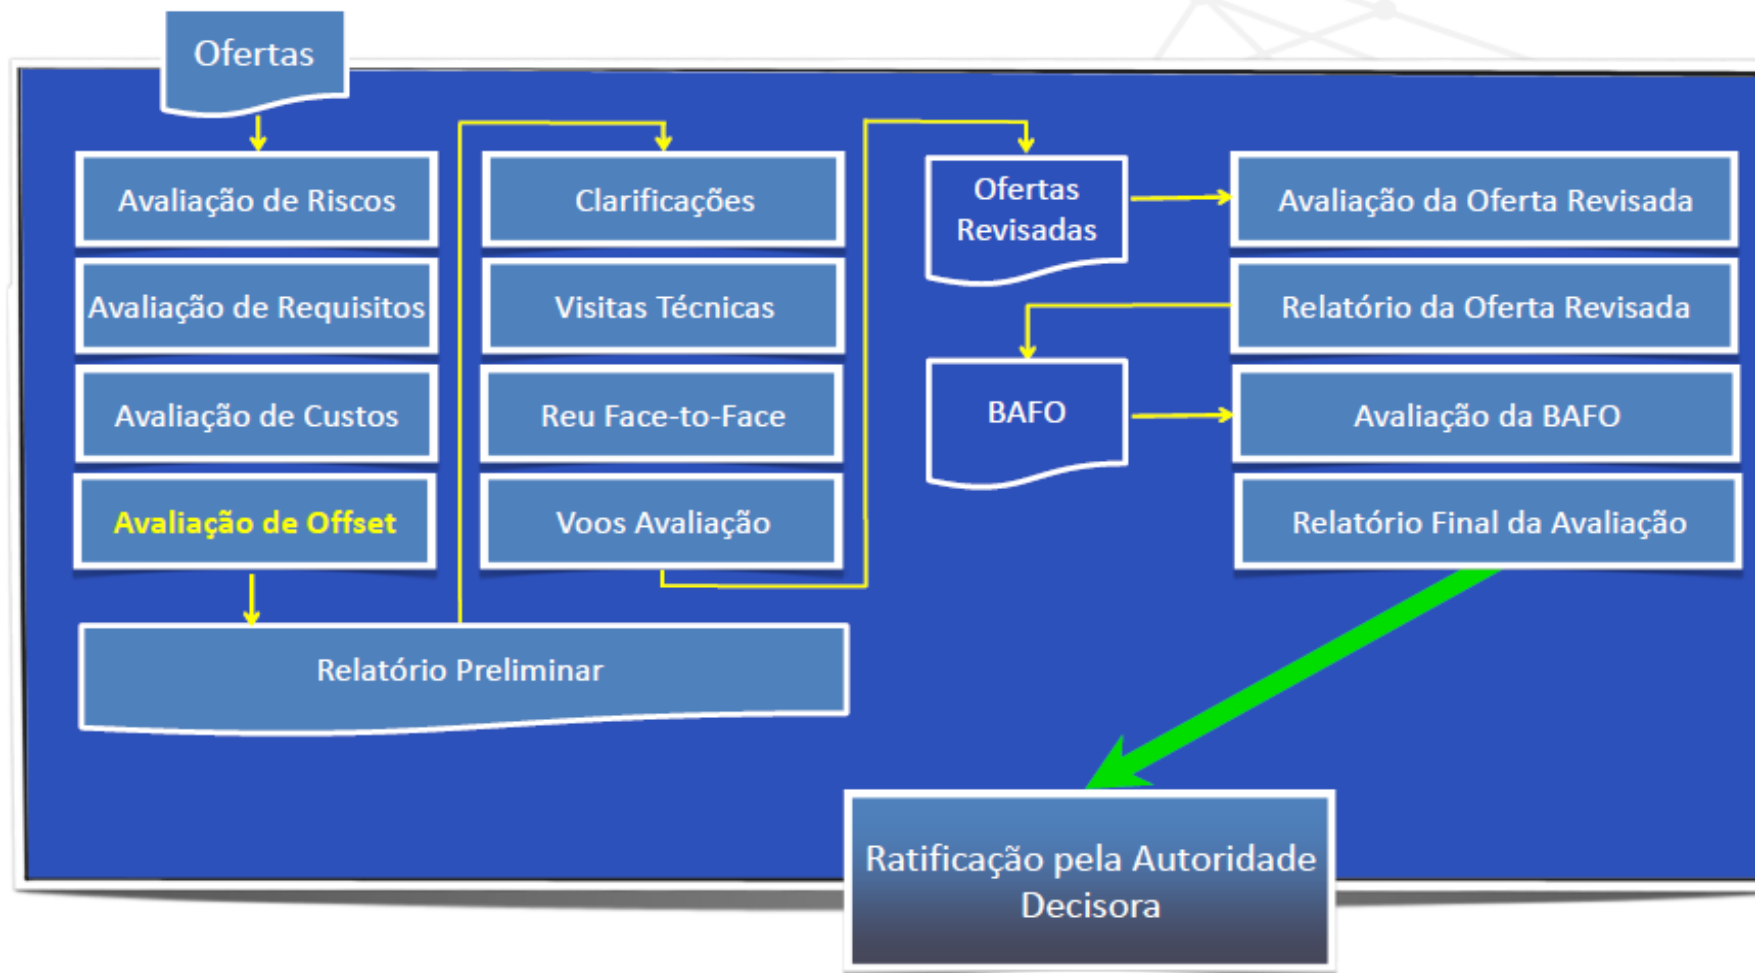 Ofertas
Avaliação de Riscos
Avaliação de Requisitos
Avaliação de Custos
Avaliação de Offset
Relatório Preliminar
Clarificações
Visitas Técnicas
Reu Face-to-Face
Voos Avaliação
Ofertas
Revisadas
Avaliação da Oferta Revisada
Relatório da Oferta Revisada
BAFO
Avaliação da BAFO
Relatório Final da Avaliação
Ratificação pela Autoridade
Decisora